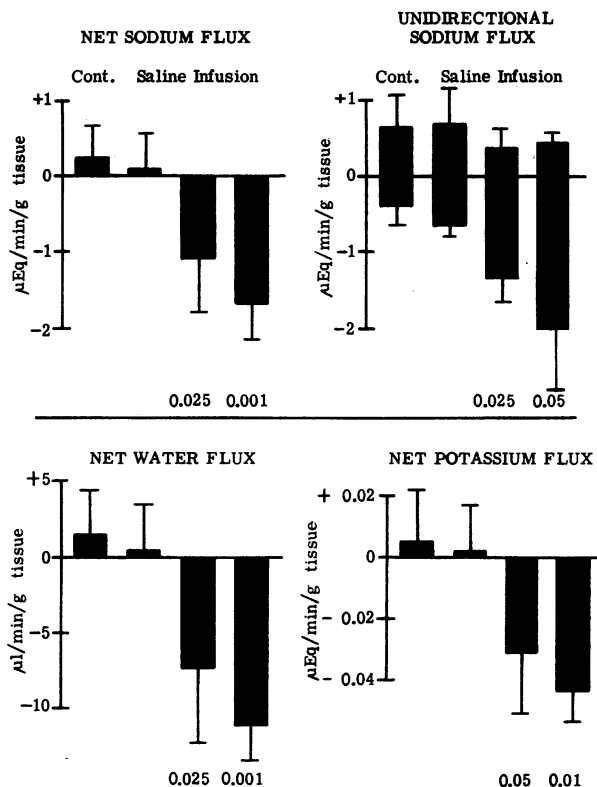 NET SODIUM FLUX
Cont. Saline Infusion
+1
0
-1
-2
µEq/min/g tissue
0.025 0.001
UNIDIRECTIONAL
SODIUM FLUX
Cont. Saline Infusion
+1
0
-1
-2
µEq/min/g tissue
0.025 0.05
NET WATER FLUX
+5
0
-5
-10
µl/min/g tissue
0.025 0.001
NET POTASSIUM FLUX
+ 0.02
0
- 0.02
- 0.04
µEq/min/g tissue
0.05 0.01